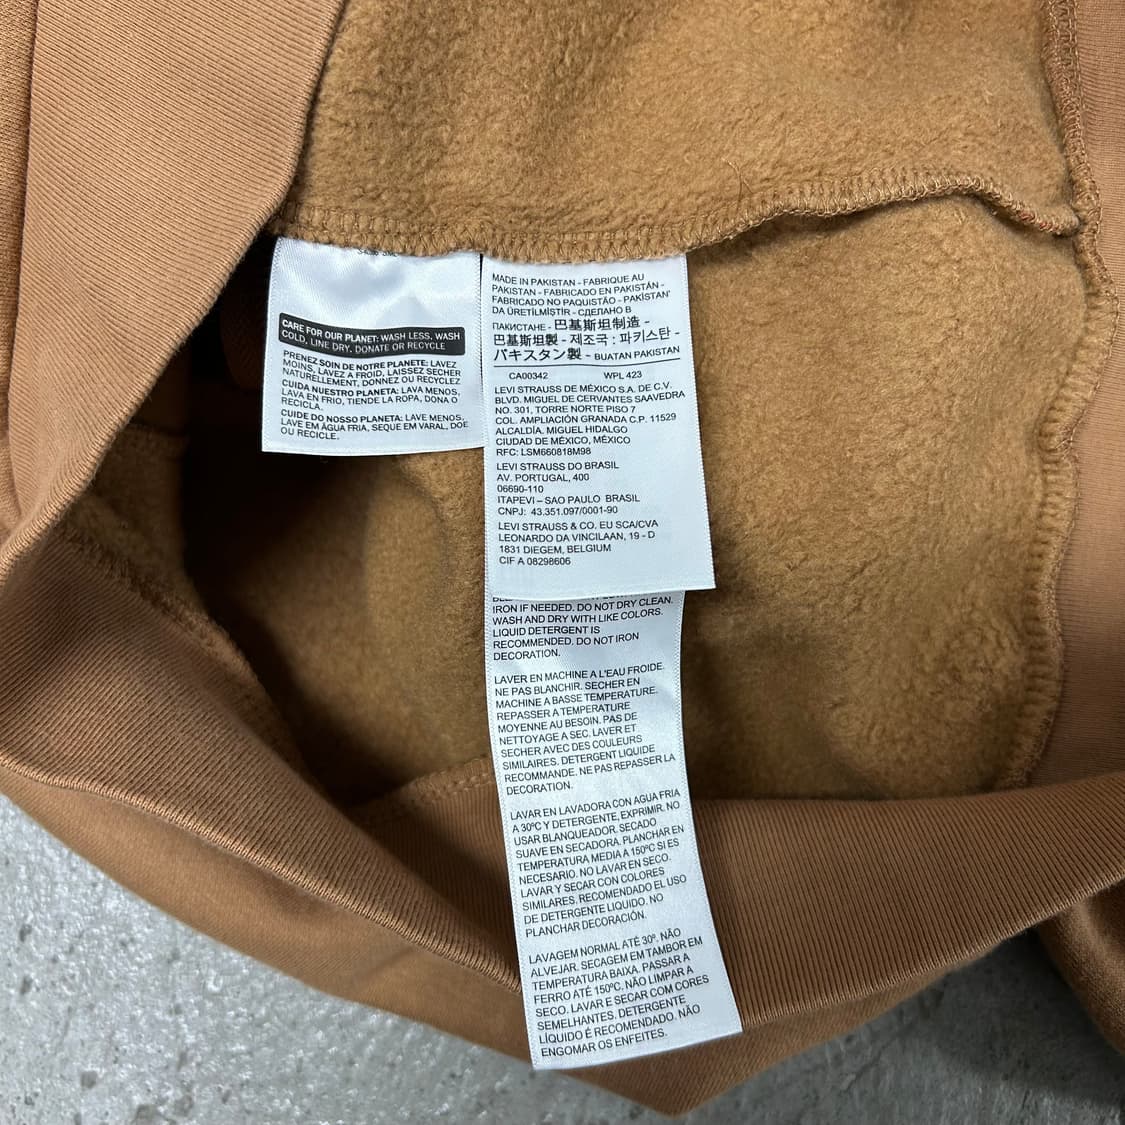 CARE FOR OUR PLANET: WASH LESS, WASH
COLD, LINE DRY, DONATE OR RECYCLE
PRENEZ SOIN DE NOTRE PLANETE: LAVEZ
MOINS, LAVEZ A FROID, LAISSEZ SECHER
NATURELLEMENT, DONNEZ OU RECYCLEZ
CUIDA NUESTRO PLANETA: LAVA MENOS,
LAVA EN FRIO, TIENDE LA ROPA, DONA O
RECICLA.
CUIDE DO NOSSO PLANETA: LAVE MENOS,
LAVE EM ÁGUA FRIA, SEQUE EM VARAL, DOE
OU RECICLE.
MADE IN PAKISTAN - FABRIQUE AU
PAKISTAN - FABRICADO EN PAKISTÁN -
FABRICADO NO PAQUISTÃO - PAKİSTAN'
DA ÜRETİLMİŞTİR - СДЕЛАНО В
ПАКИСТАНЕ - 巴基斯坦制造 -
巴基斯坦製 - 제조국 : 파키스탄 -
パキスタン製 - BUATAN PAKISTAN
CA00342 WPL 423
LEVI STRAUSS DE MÉXICO S.A. DE C.V.
BLVD. MIGUEL DE CERVANTES SAAVEDRA
NO. 301, TORRE NORTE PISO 7
COL. AMPLIACIÓN GRANADA C.P. 11529
ALCALDÍA. MIGUEL HIDALGO
CIUDAD DE MÉXICO, MÉXICO
RFC: LSM660818M98
LEVI STRAUSS DO BRASIL
AV. PORTUGAL, 400
06690-110
ITAPEVI – SAO PAULO BRASIL
CNPJ: 43.351.097/0001-90
LEVI STRAUSS & CO. EU SCA/CVA
LEONARDO DA VINCILAAN, 19 - D
1831 DIEGEM, BELGIUM
CIF A 08298606
IRON IF NEEDED. DO NOT DRY CLEAN.
WASH AND DRY WITH LIKE COLORS.
LIQUID DETERGENT IS
RECOMMENDED. DO NOT IRON
DECORATION.
LAVER EN MACHINE A L'EAU FROIDE.
NE PAS BLANCHIR. SECHER EN
MACHINE A BASSE TEMPERATURE.
REPASSER A TEMPERATURE
MOYENNE AU BESOIN. PAS DE
NETTOYAGE A SEC. LAVER ET
SECHER AVEC DES COULEURS
SIMILAIRES. DETERGENT LIQUIDE
RECOMMANDE. NE PAS REPASSER LA
DECORATION.
LAVAR EN LAVADORA CON AGUA FRIA
A 30ºC Y DETERGENTE, EXPRIMIR. NO
USAR BLANQUEADOR. SECADO
SUAVE EN SECADORA. PLANCHAR EN
TEMPERATURA MEDIA A 150ºC SI ES
NECESARIO. NO LAVAR EN SECO.
LAVAR Y SECAR CON COLORES
SIMILARES. RECOMENDADO EL USO
DE DETERGENTE LIQUIDO. NO
PLANCHAR DECORACIÓN.
LAVAGEM NORMAL ATÉ 30º. NÃO
ALVEJAR. SECAGEM EM TAMBOR EM
TEMPERATURA BAIXA. PASSAR A
FERRO ATÉ 150ºC. NÃO LIMPAR A
SECO. LAVAR E SECAR COM CORES
SEMELHANTES. DETERGENTE
LÍQUIDO É RECOMENDADO. NÃO
ENGOMAR OS ENFEITES.